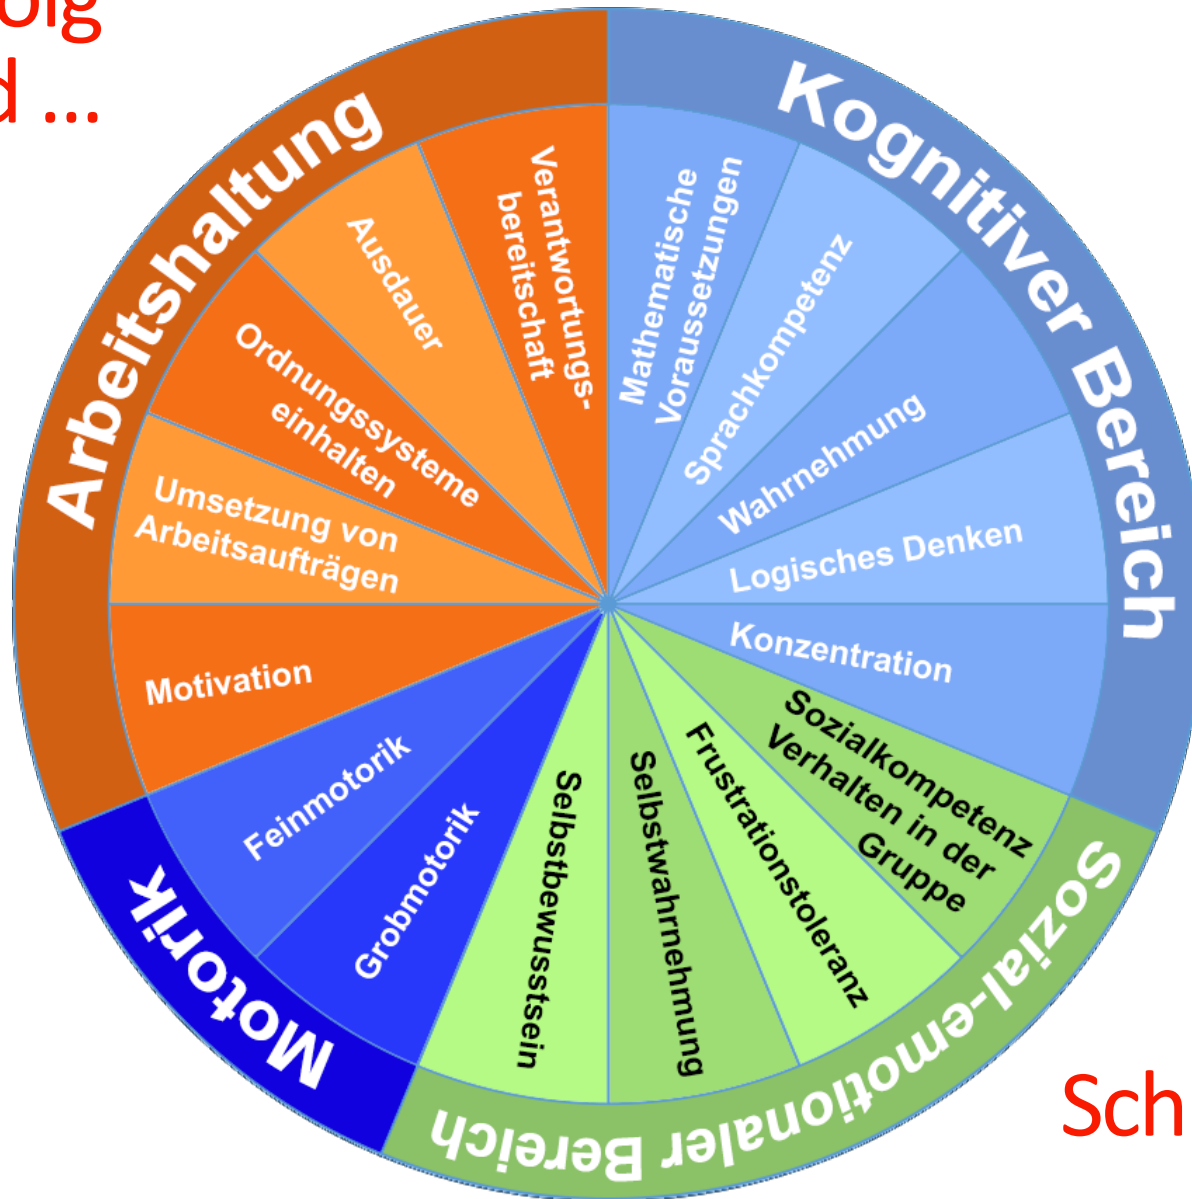 ... 
Arbeitshaltung
Verantwortungs-
bereitschaft
Ausdauer
Ordnungssysteme
einhalten
Umsetzung von
Arbeitsaufträgen
Motivation
Kognitiver Bereich
Mathematische
Voraussetzungen
Sprachkompetenz
Wahrnehmung
Logisches Denken
Konzentration
Sozial-emotionaler Bereich
Sozialkompetenz
Verhalten in der
Gruppe
Frustrationstoleranz
Selbstwahrnehmung
Selbstbewusstsein
Motorik
Grobmotorik
Feinmotorik
Sch